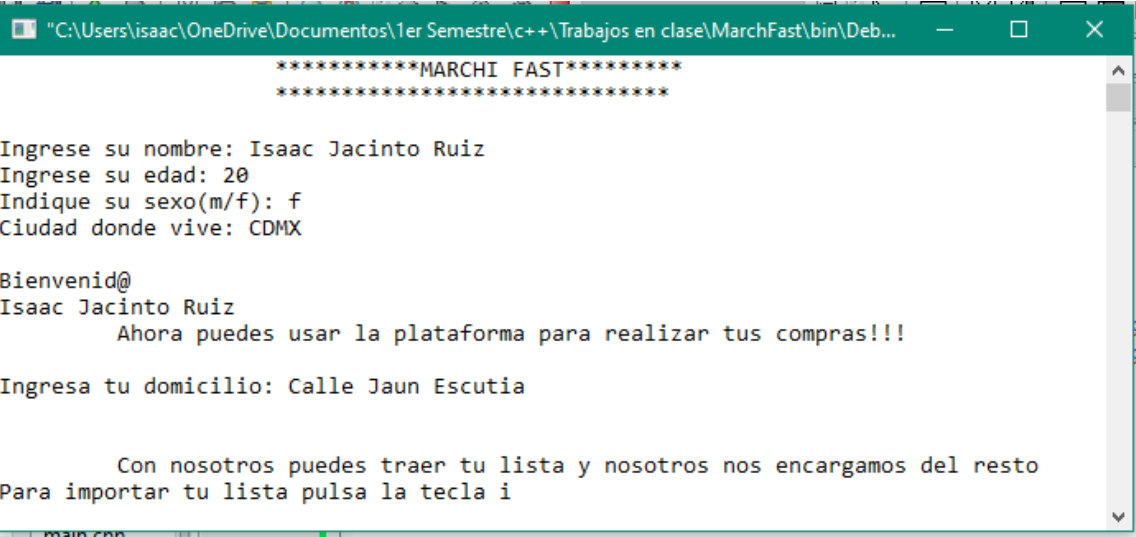 "C:\Users\isaac\OneDrive\Documentos\1er Semestre\c++\Trabajos en clase\MarchFast\bin\Deb...
***********MARCHI FAST*********
******************************
Ingrese su nombre: Isaac Jacinto Ruiz
Ingrese su edad: 20
Indique su sexo(m/f): f
Ciudad donde vive: CDMX
Bienvenid@
Isaac Jacinto Ruiz
Ahora puedes usar la plataforma para realizar tus compras!!!
Ingresa tu domicilio: Calle Jaun Escutia
Con nosotros puedes traer tu lista y nosotros nos encargamos del resto
Para importar tu lista pulsa la tecla i
main.cpp